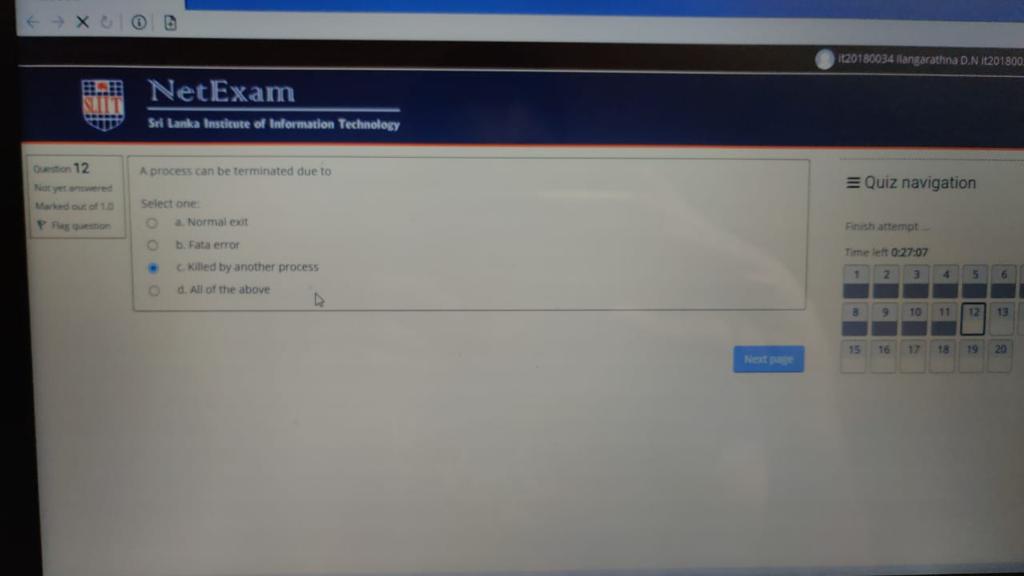 it20180034 Ilangarathna D.N it201800
SLIIT
NetExam
Sri Lanka Institute of Information Technology
Question 12
Not yet answered
Marked out of 1.0
Flag question
A process can be terminated due to
Select one:
a. Normal exit
b. Fata error
c. Killed by another process
d. All of the above
Next page
Quiz navigation
Finish attempt ...
Time left 0:27:07
1 2 3 4 5 6
8 9 10 11 12 13
15 16 17 18 19 20